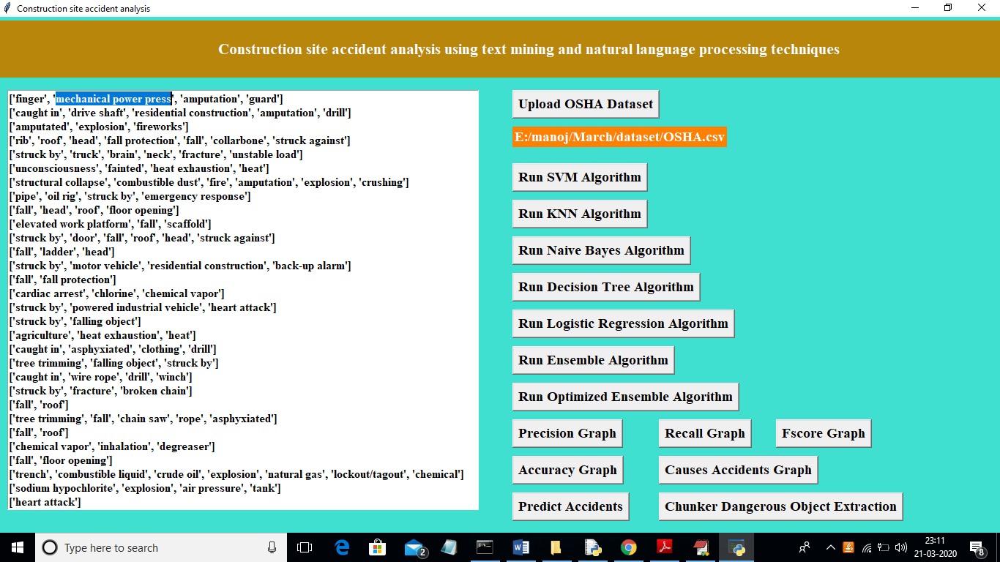 Construction site accident analysis
Construction site accident analysis using text mining and natural language processing techniques
['finger', 'mechanical power press', 'amputation', 'guard']
['caught in', 'drive shaft', 'residential construction', 'amputation', 'drill']
['amputated', 'explosion', 'fireworks']
['rib', 'roof', 'head', 'fall protection', 'fall', 'collarbone', 'struck against']
['struck by', 'truck', 'brain', 'neck', 'fracture', 'unstable load']
['unconsciousness', 'fainted', 'heat exhaustion', 'heat']
['structural collapse', 'combustible dust', 'fire', 'amputation', 'explosion', 'crushing']
['pipe', 'oil rig', 'struck by', 'emergency response']
['fall', 'head', 'roof', 'floor opening']
['elevated work platform', 'fall', 'scaffold']
['struck by', 'door', 'fall', 'roof', 'head', 'struck against']
['fall', 'ladder', 'head']
['struck by', 'motor vehicle', 'residential construction', 'back-up alarm']
['fall', 'fall protection']
['cardiac arrest', 'chlorine', 'chemical vapor']
['struck by', 'powered industrial vehicle', 'heart attack']
['struck by', 'falling object']
['agriculture', 'heat exhaustion', 'heat']
['caught in', 'asphyxiated', 'clothing', 'drill']
['tree trimming', 'falling object', 'struck by']
['caught in', 'wire rope', 'drill', 'winch']
['struck by', 'fracture', 'broken chain']
['fall', 'roof']
['tree trimming', 'fall', 'chain saw', 'rope', 'asphyxiated']
['fall', 'roof']
['chemical vapor', 'inhalation', 'degreaser']
['fall', 'floor opening']
['trench', 'combustible liquid', 'crude oil', 'explosion', 'natural gas', 'lockout/tagout', 'chemical']
['sodium hypochlorite', 'explosion', 'air pressure', 'tank']
['heart attack']
Upload OSHA Dataset
E:/manoj/March/dataset/OSHA.csv
Run SVM Algorithm
Run KNN Algorithm
Run Naive Bayes Algorithm
Run Decision Tree Algorithm
Run Logistic Regression Algorithm
Run Ensemble Algorithm
Run Optimized Ensemble Algorithm
Precision Graph Recall Graph Fscore Graph
Accuracy Graph Causes Accidents Graph
Predict Accidents Chunker Dangerous Object Extraction
Type here to search
2
23:11
21-03-2020
8